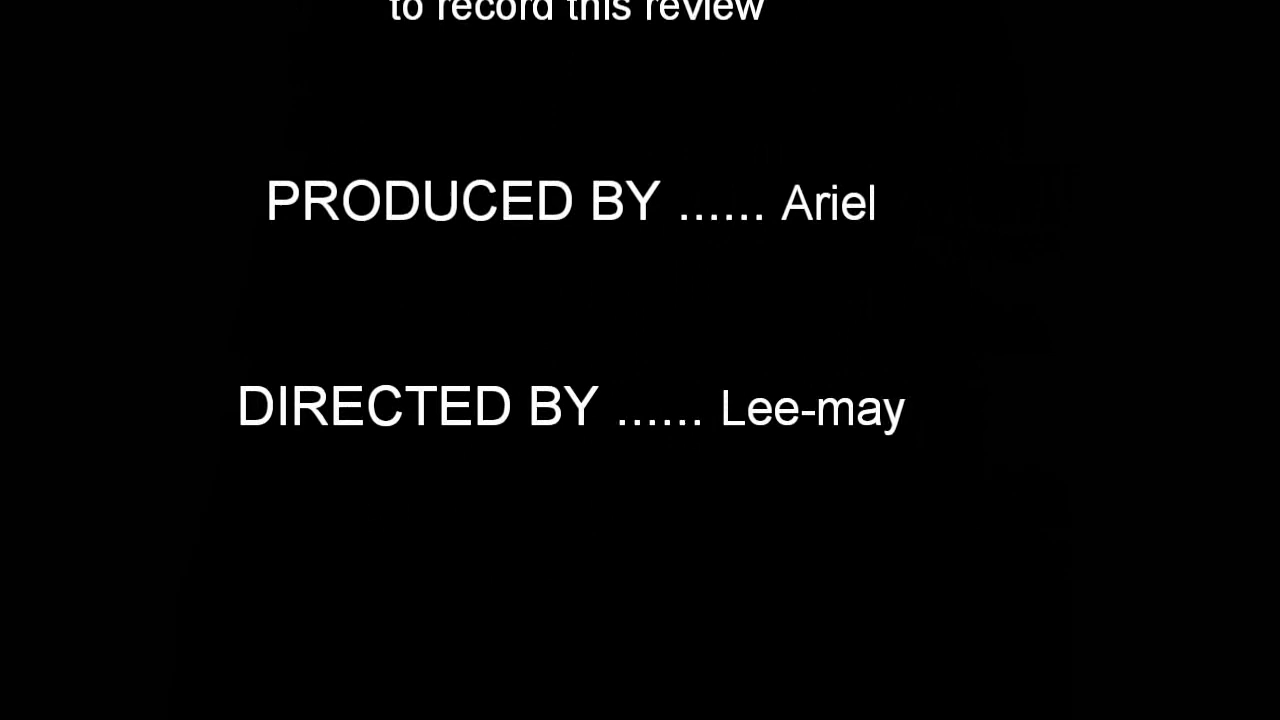 to record this review
PRODUCED BY ...... Ariel
DIRECTED BY ...... Lee-may